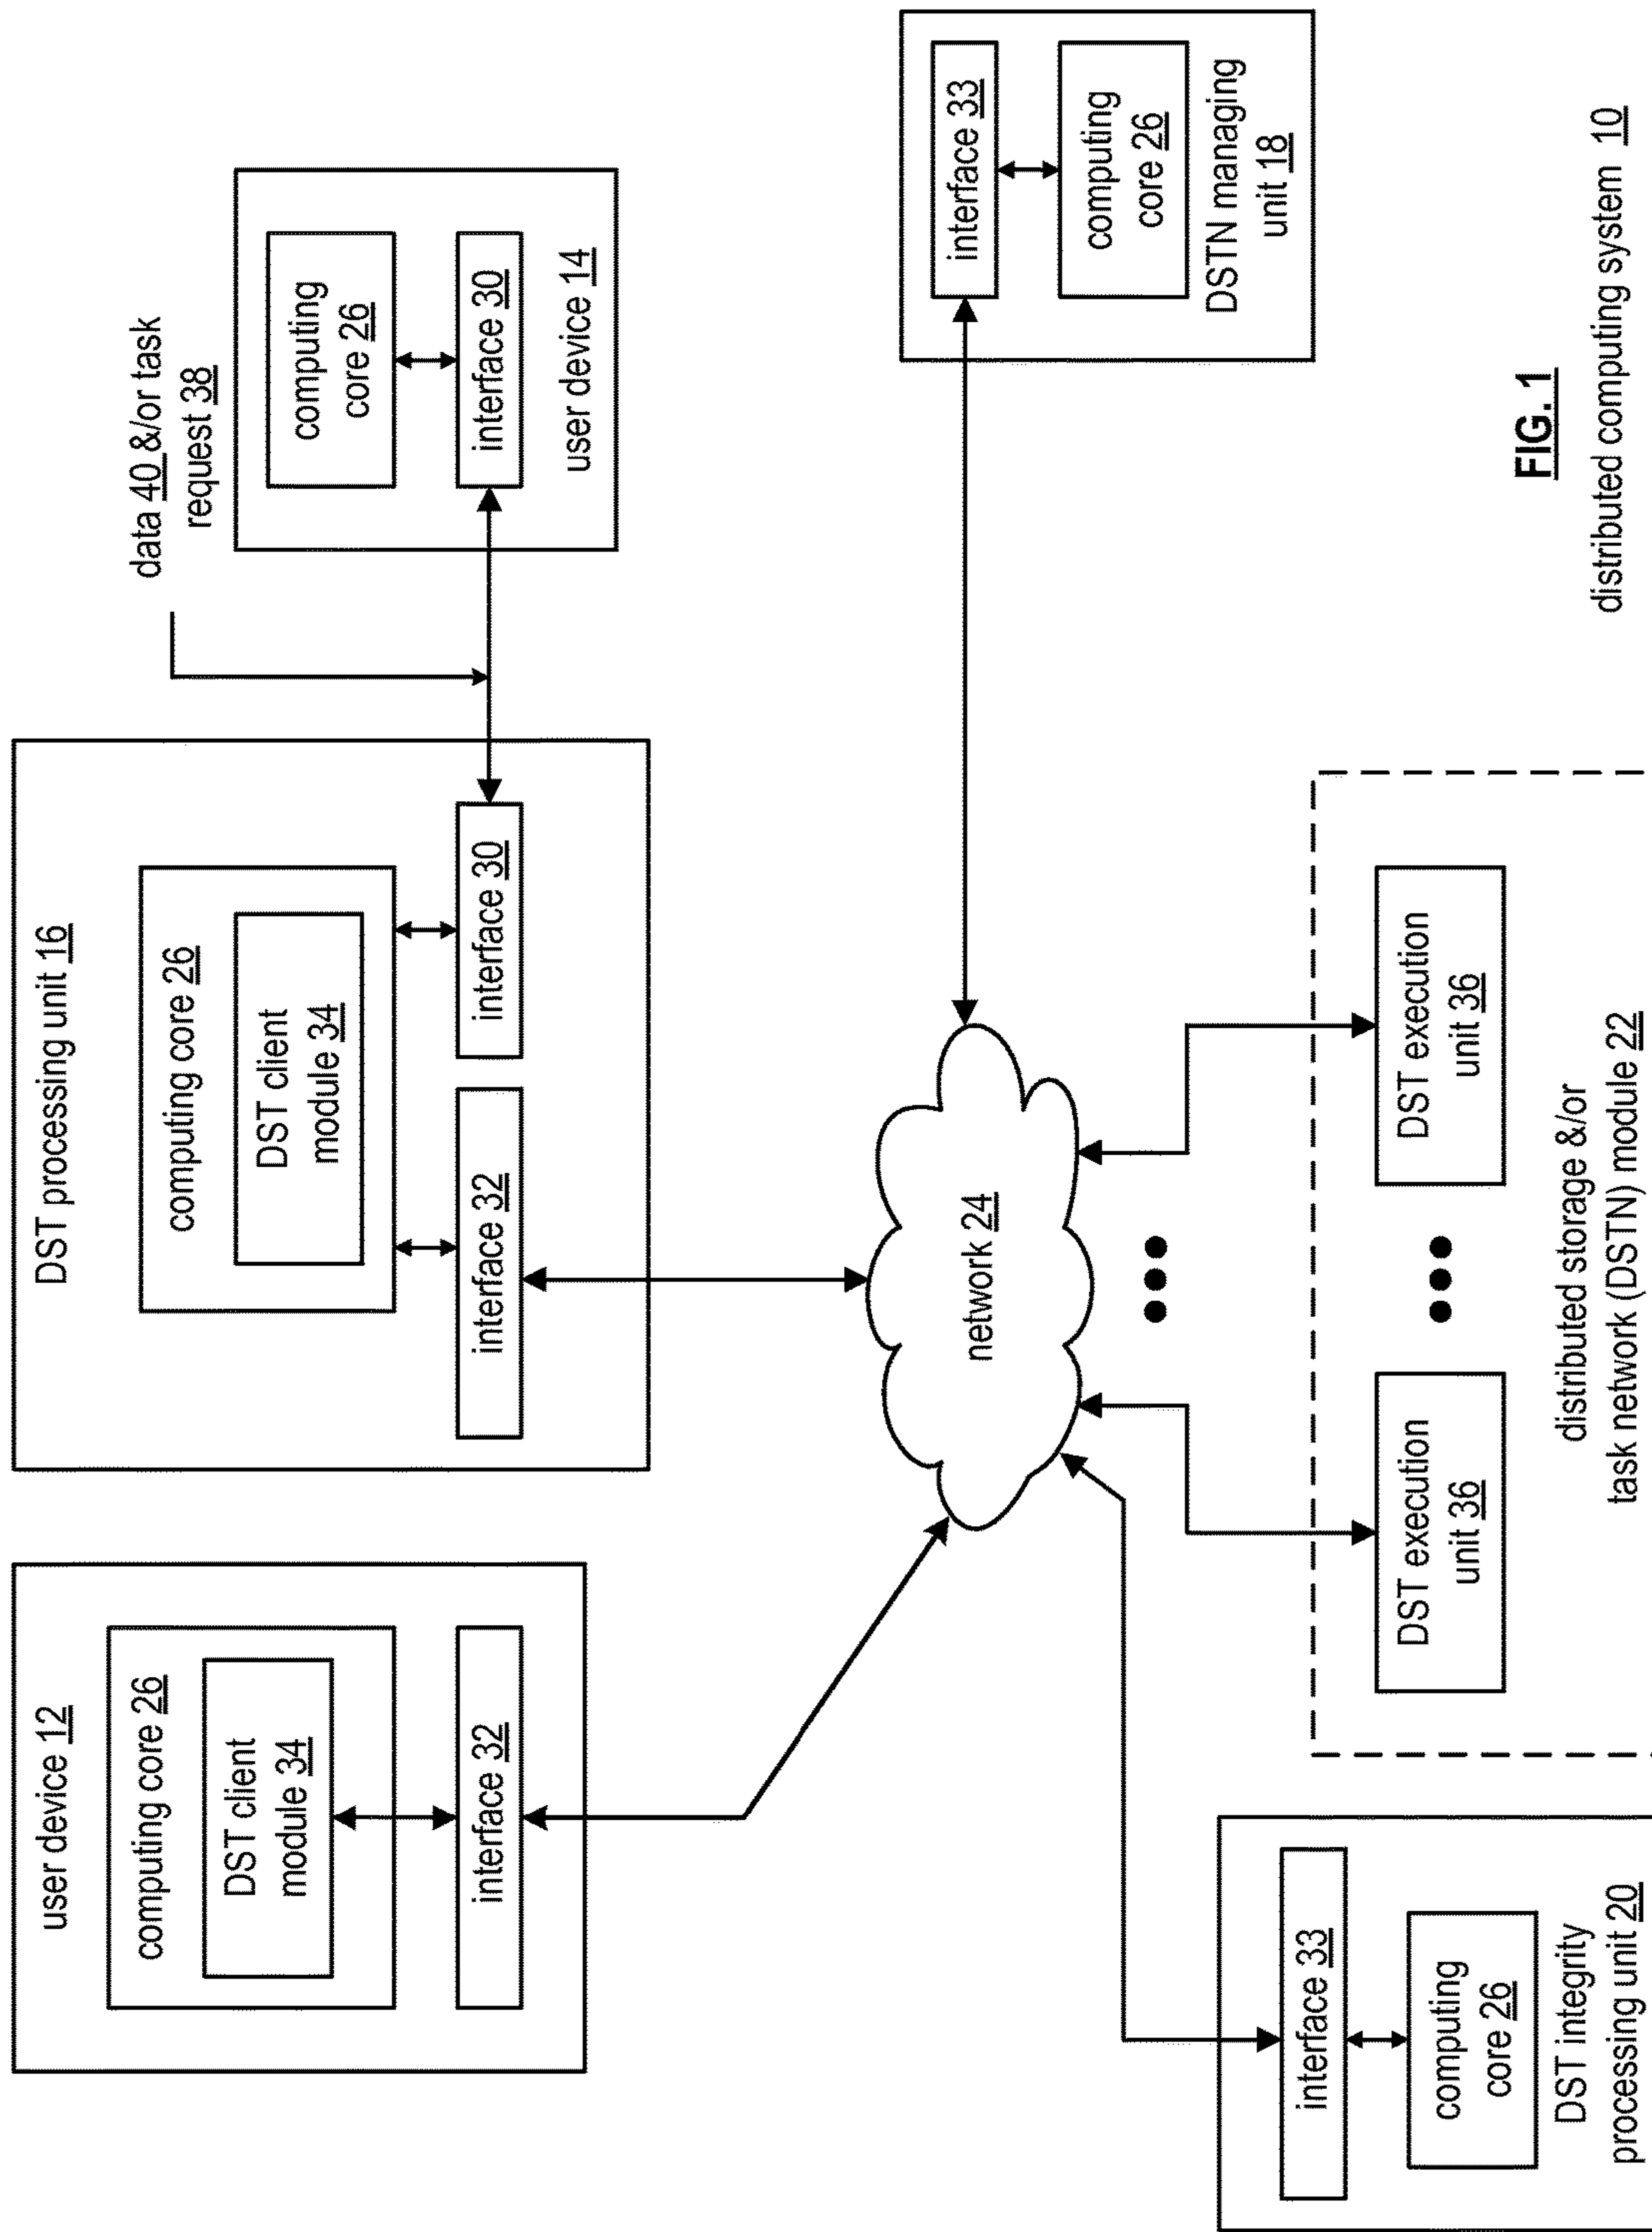 user device 12
computing core 26
DST client
module 34
interface 32
DST processing unit 16
computing core 26
DST client
module 34
interface 32
interface 30
data 40 &/or task
request 38
computing
core 26
interface 30
user device 14
network 24
interface 33
computing
core 26
DSTN managing
unit 18
interface 33
computing
core 26
DST integrity
processing unit 20
DST execution
unit 36
DST execution
unit 36
distributed storage &/or
task network (DSTN) module 22
FIG. 1
distributed computing system 10